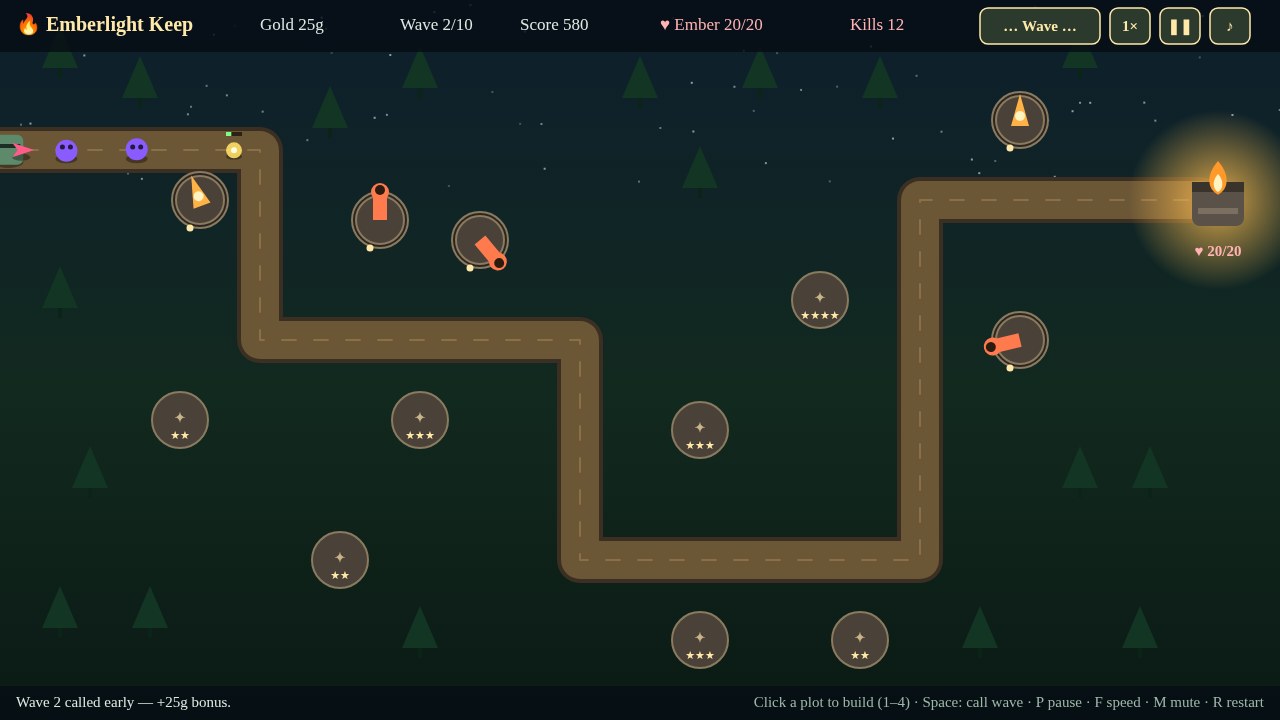 🔥 Emberlight Keep Gold 25g Wave 2/10 Score 580 ♥ Ember 20/20 Kills 12 … Wave … 1× ❚❚ ♪
♥ 20/20
✦
★★★★
✦ ✦ ✦
★★ ★★★ ★★★
✦
★★
✦ ✦
★★★ ★★
Wave 2 called early — +25g bonus. Click a plot to build (1–4) · Space: call wave · P pause · F speed · M mute · R restart